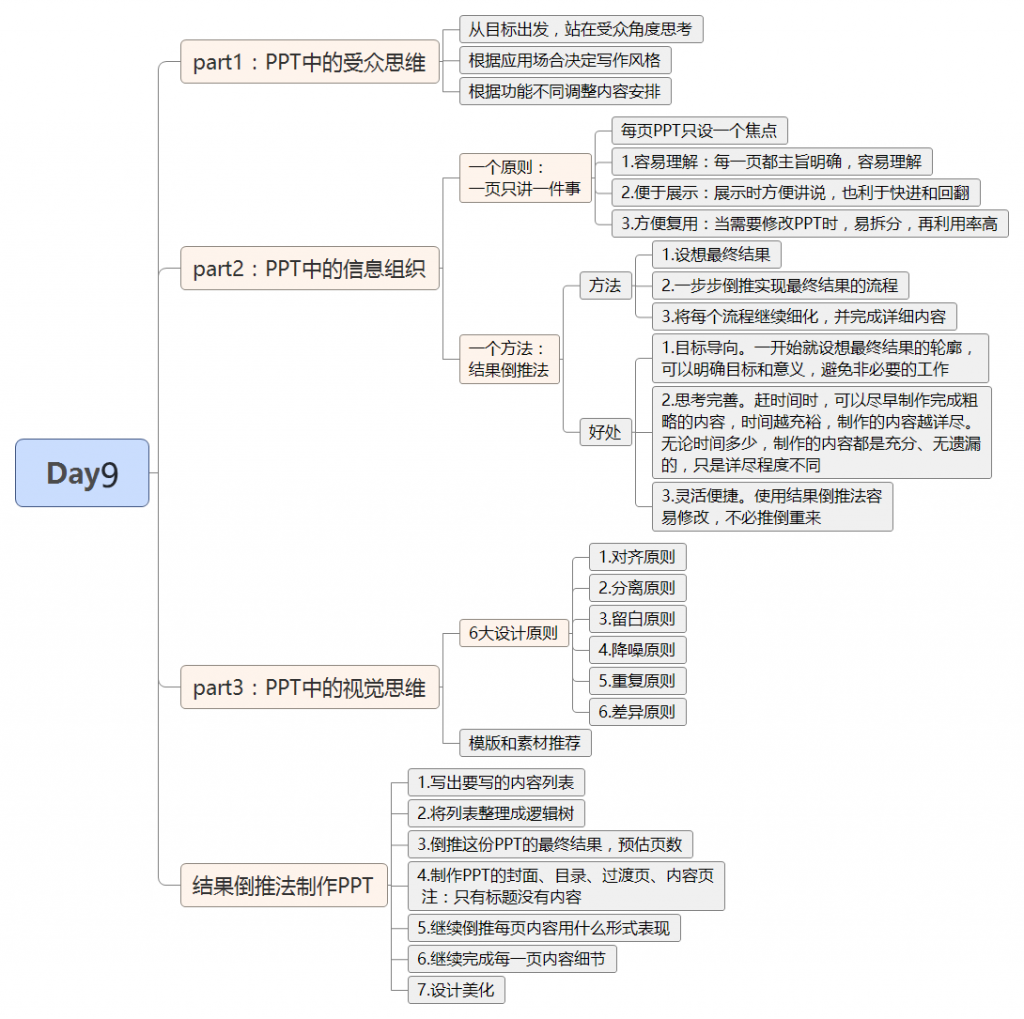 Day9
part1：PPT中的受众思维
从目标出发，站在受众角度思考
根据应用场合决定写作风格
根据功能不同调整内容安排
part2：PPT中的信息组织
一个原则：
一页只讲一件事
每页PPT只设一个焦点
1.容易理解：每一页都主旨明确，容易理解
2.便于展示：展示时方便讲说，也利于快进和回翻
3.方便复用：当需要修改PPT时，易拆分，再利用率高
一个方法：
结果倒推法
方法
1.设想最终结果
2.一步步倒推实现最终结果的流程
3.将每个流程继续细化，并完成详细内容
好处
1.目标导向。一开始就设想最终结果的轮廓，
可以明确目标和意义，避免非必要的工作
2.思考完善。赶时间时，可以尽早制作完成粗
略的内容，时间越充裕，制作的内容越详尽。
无论时间多少，制作的内容都是充分、无遗漏
的，只是详尽程度不同
3.灵活便捷。使用结果倒推法容
易修改，不必推倒重来
part3：PPT中的视觉思维
6大设计原则
1.对齐原则
2.分离原则
3.留白原则
4.降噪原则
5.重复原则
6.差异原则
模版和素材推荐
结果倒推法制作PPT
1.写出要写的内容列表
2.将列表整理成逻辑树
3.倒推这份PPT的最终结果，预估页数
4.制作PPT的封面、目录、过渡页、内容页
注：只有标题没有内容
5.继续倒推每页内容用什么形式表现
6.继续完成每一页内容细节
7.设计美化